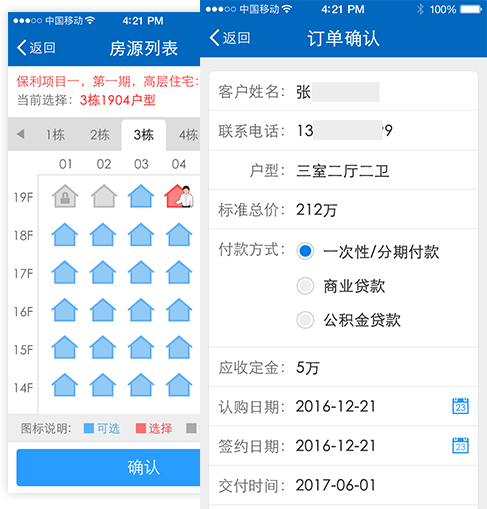 中国移动 4:21 PM
返回 房源列表
保利项目一，第一期，高层住宅：
当前选择：3栋1904户型
1栋 2栋 3栋 4栋
01 02 03 04
19F
18F
17F
16F
15F
14F
图标说明： 可选 选择
确认
中国移动 4:21 PM 100%
返回 订单确认
客户姓名： 张
联系电话： 13 9
户型： 三室二厅二卫
标准总价： 212万
付款方式： 一次性/分期付款
商业贷款
公积金贷款
应收定金： 5万
认购日期： 2016-12-21 23
签约日期： 2016-12-21 23
交付时间： 2017-06-01